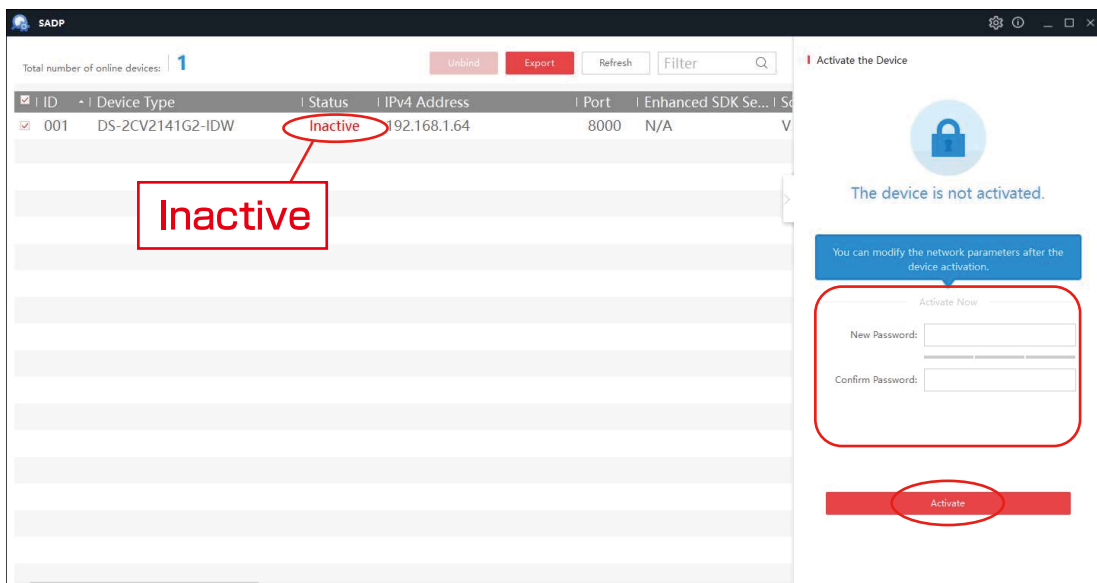 SADP
Total number of online devices: 1
Unbind
Export
Refresh
Filter
ID Device Type Status IPv4 Address Port Enhanced SDK Se...
001 DS-2CV2141G2-IDW Inactive 192.168.1.64 8000 N/A V
Inactive
Activate the Device
The device is not activated.
You can modify the network parameters after the
device activation.
Activate Now
New Password:
Confirm Password:
Activate